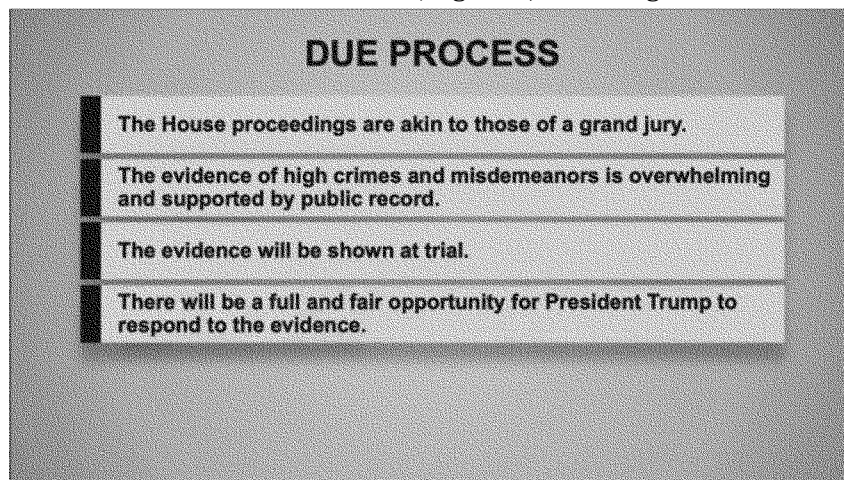 DUE PROCESS
The House proceedings are akin to those of a grand jury.
The evidence of high crimes and misdemeanors is overwhelming
and supported by public record.
The evidence will be shown at trial.
There will be a full and fair opportunity for President Trump to
respond to the evidence.